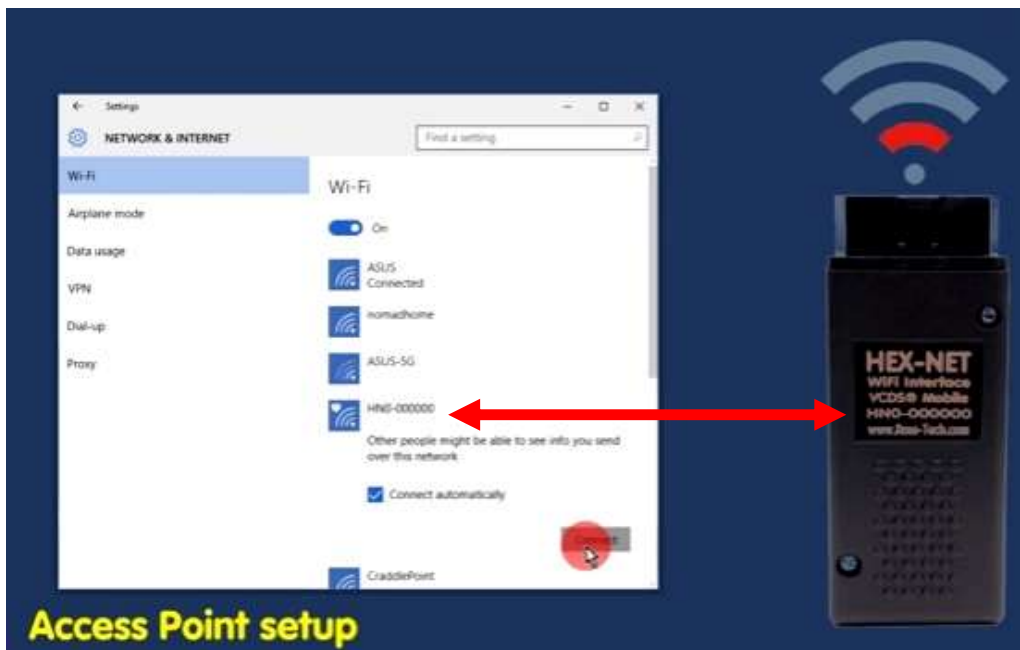 Settings
NETWORK & INTERNET
Find a setting
Wi-Fi
Airplane mode
Data usage
VPN
Dial-up
Proxy
Wi-Fi
On
ASUS
Connected
nomadhome
ASUS-5G
HN0-000000
Other people might be able to see info you send
over this network
Connect automatically
Connect
CraddlePoint
HEX-NET
WiFi Interface
VCDS® Mobile
HN0-000000
www.Ross-Tech.com
Access Point setup